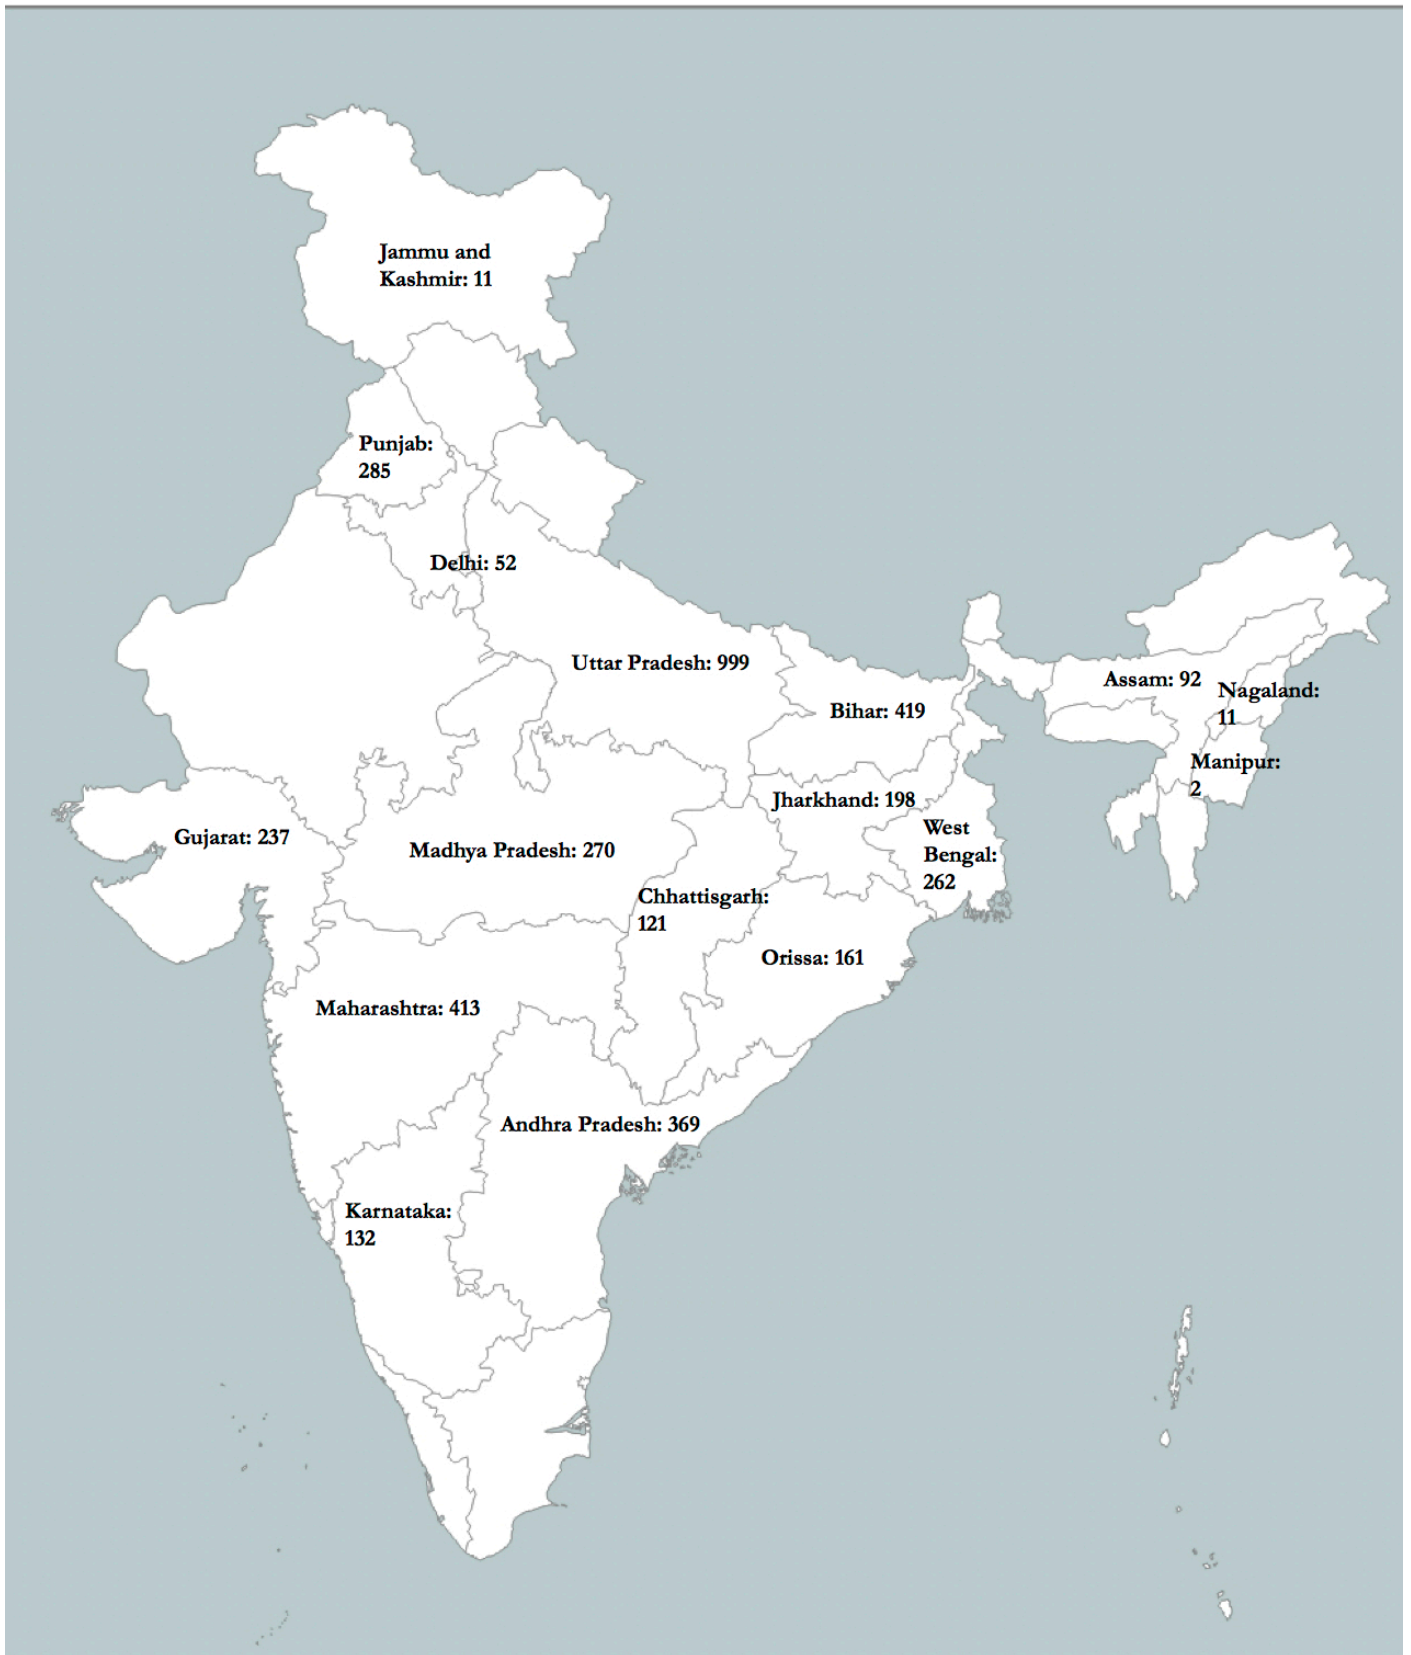 Jammu and
Kashmir: 11
Punjab:
285
Delhi: 52
Uttar Pradesh: 999
Bihar: 419
Assam: 92
Nagaland:
11
Manipur:
2
Jharkhand: 198
Gujarat: 237
Madhya Pradesh: 270
West
Bengal:
262
Chhattisgarh:
121
Orissa: 161
Maharashtra: 413
Andhra Pradesh: 369
Karnataka:
132